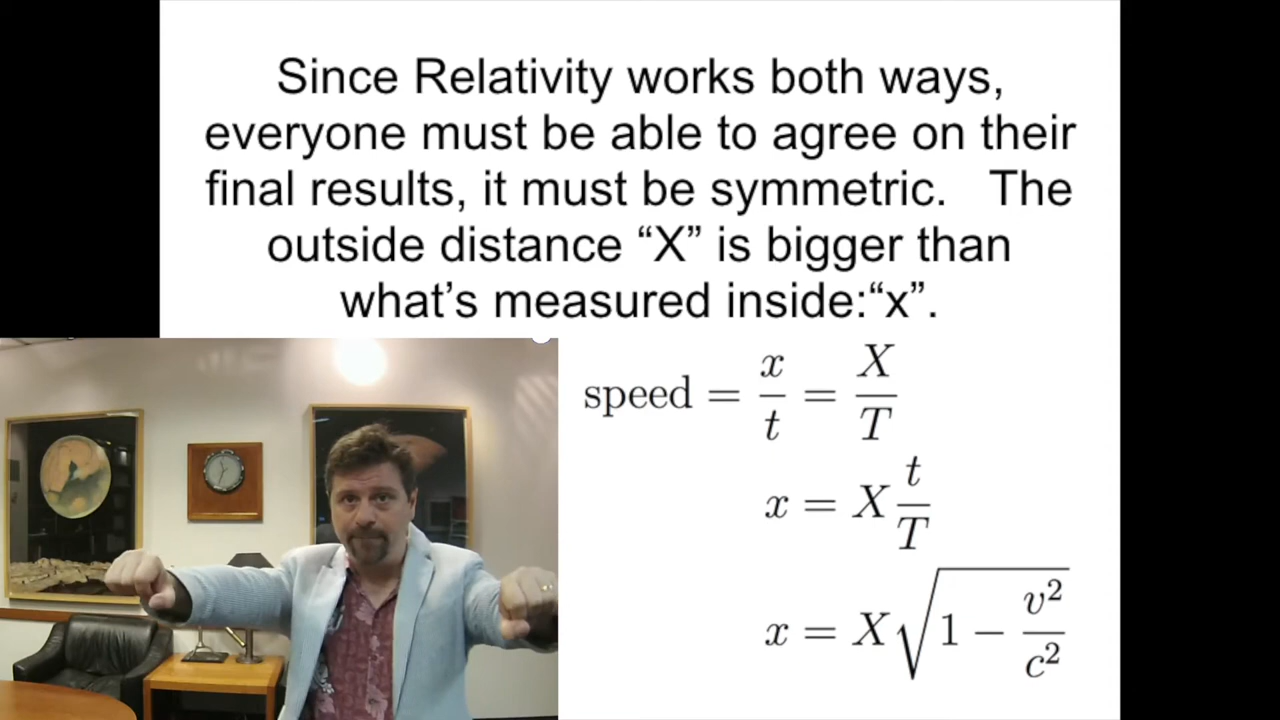 Since Relativity works both ways,
everyone must be able to agree on their
final results, it must be symmetric. The
outside distance “X” is bigger than
what’s measured inside:“x”.
speed = x/t = X/T
x = X t/T
x = X√(1 − v²/c²)